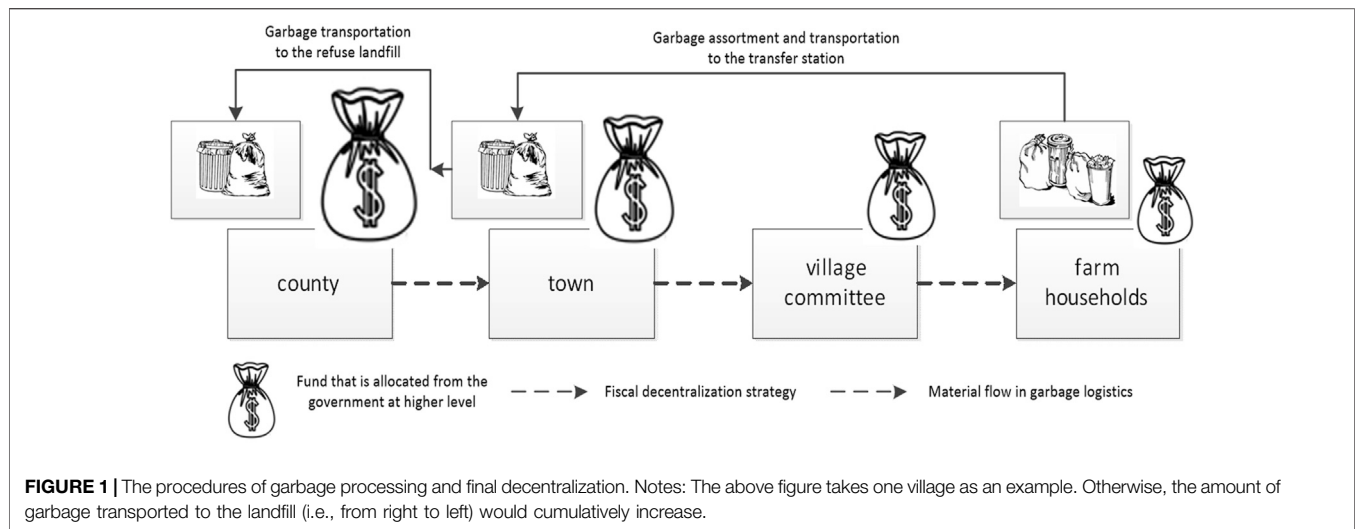 Garbage transportation
to the refuse landfill
Garbage assortment and transportation
to the transfer station
$
$
$
$
county
town
village
committee
farm
households
$
Fund that is allocated from the
government at higher level
Fiscal decentralization strategy
Material flow in garbage logistics
FIGURE 1 | The procedures of garbage processing and final decentralization. Notes: The above figure takes one village as an example. Otherwise, the amount of
garbage transported to the landfill (i.e., from right to left) would cumulatively increase.